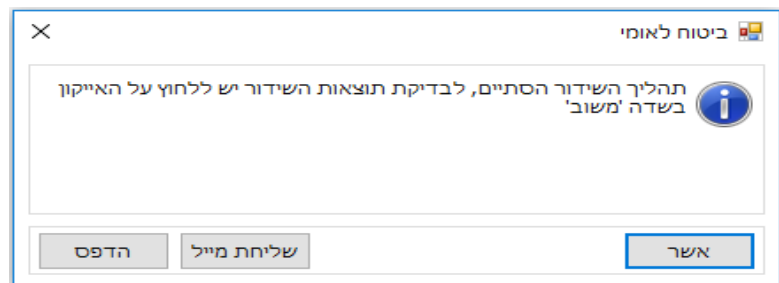 ביטוח לאומי
תהליך השידור הסתיים, לבדיקת תוצאות השידור יש ללחוץ על האייקון
בשדה 'משוב'
אשר
שליחת מייל
הדפס